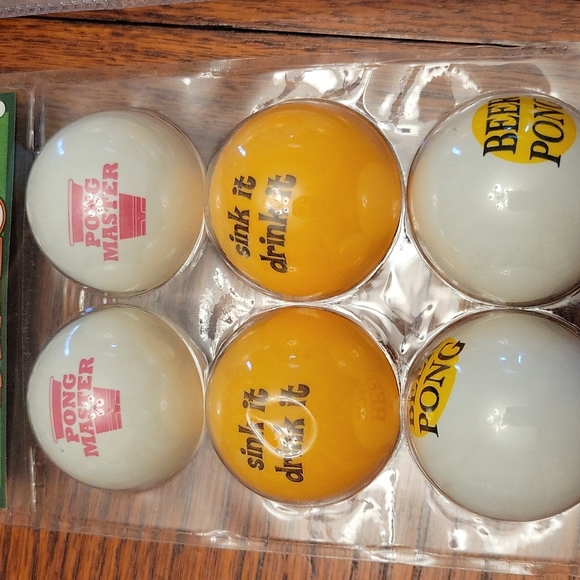 PONG
MASTER
sink it
drink it
BEER
PONG
PONG
MASTER
sink it
drink it
PONG